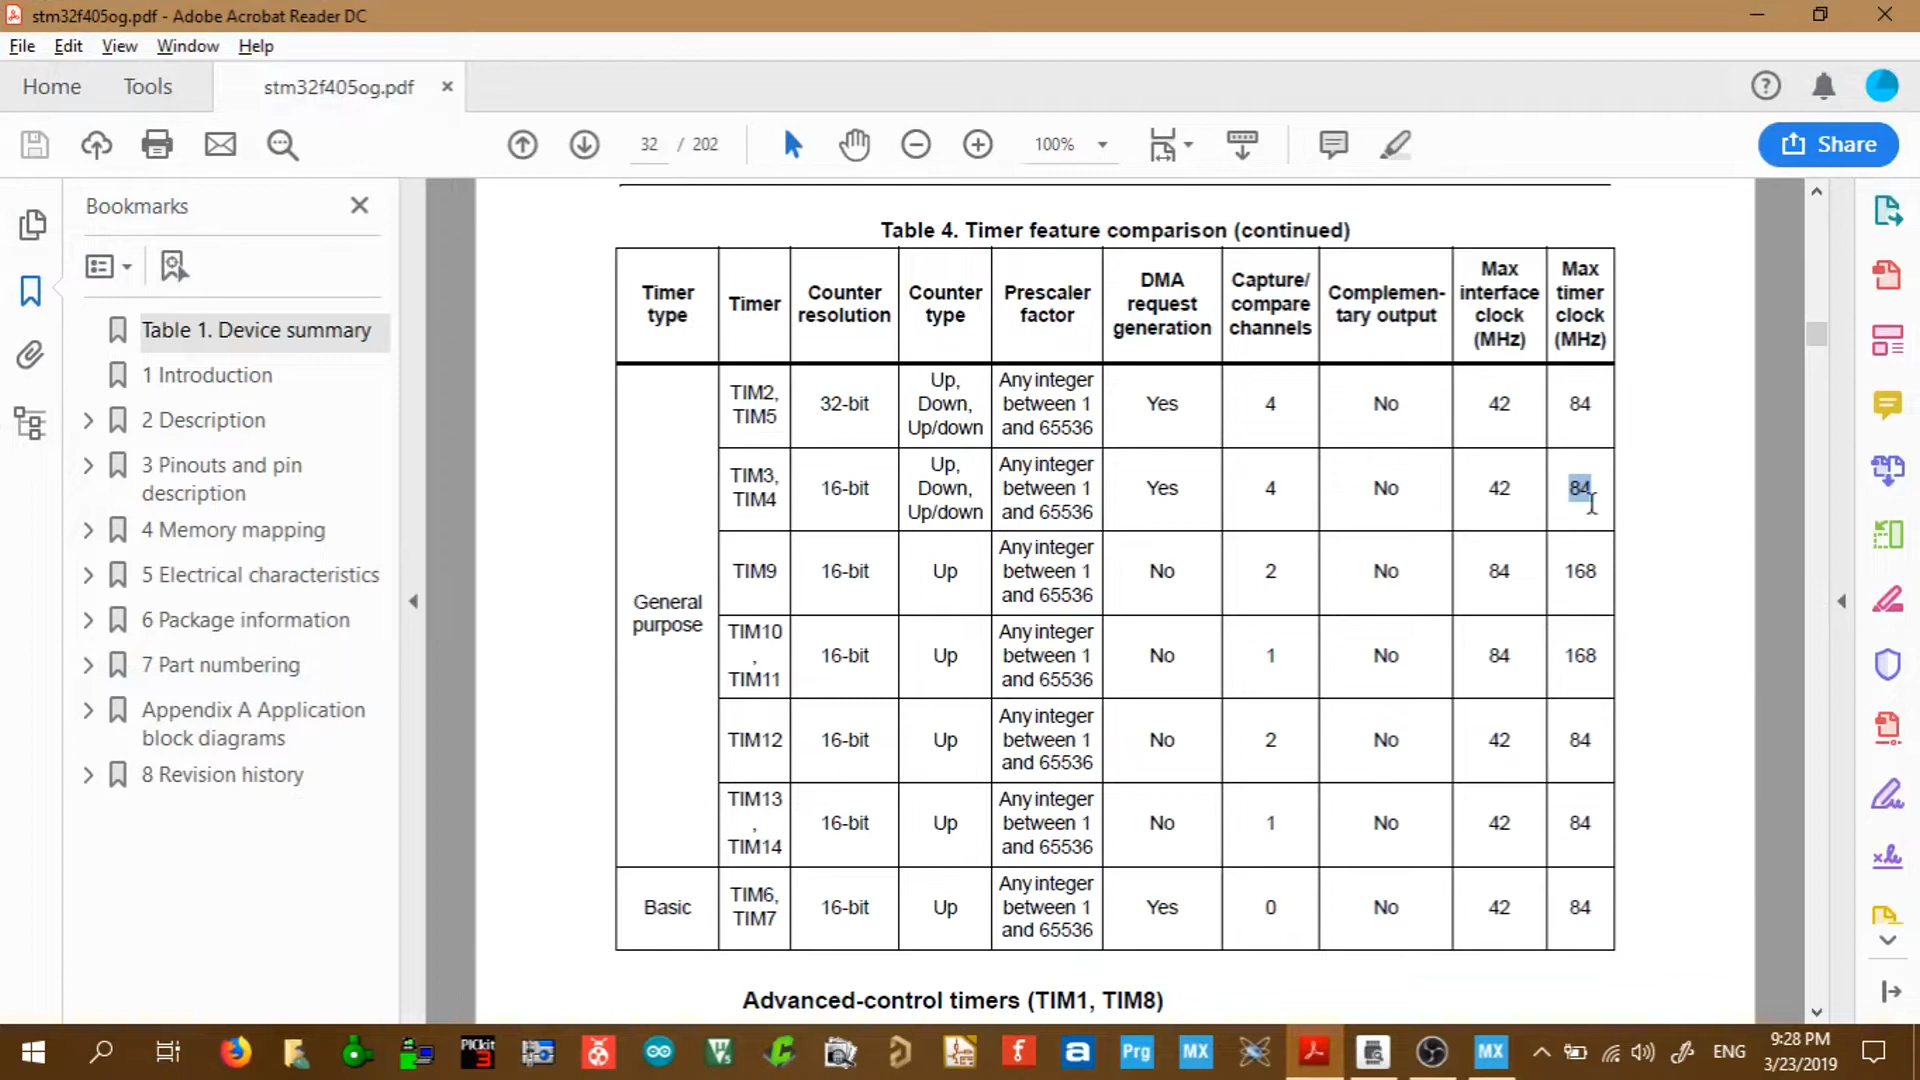 stm32f405og.pdf - Adobe Acrobat Reader DC
File Edit View Window Help
Home Tools stm32f405og.pdf
32 / 202 100% Share
Bookmarks
Table 1. Device summary
1 Introduction
2 Description
3 Pinouts and pin
description
4 Memory mapping
5 Electrical characteristics
6 Package information
7 Part numbering
Appendix A Application
block diagrams
8 Revision history
Table 4. Timer feature comparison (continued)
Timer type Timer Counter resolution Counter type Prescaler factor DMA request generation Capture/ compare channels Complemen- tary output Max interface clock (MHz) Max timer clock (MHz)
General purpose
TIM2, TIM5 32-bit Up, Down, Up/down Any integer between 1 and 65536 Yes 4 No 42 84
TIM3, TIM4 16-bit Up, Down, Up/down Any integer between 1 and 65536 Yes 4 No 42 84
TIM9 16-bit Up Any integer between 1 and 65536 No 2 No 84 168
TIM10 , TIM11 16-bit Up Any integer between 1 and 65536 No 1 No 84 168
TIM12 16-bit Up Any integer between 1 and 65536 No 2 No 42 84
TIM13 , TIM14 16-bit Up Any integer between 1 and 65536 No 1 No 42 84
Basic TIM6, TIM7 16-bit Up Any integer between 1 and 65536 Yes 0 No 42 84
Advanced-control timers (TIM1, TIM8)
PICkit 3 Prg MX MX ENG
9:28 PM
3/23/2019